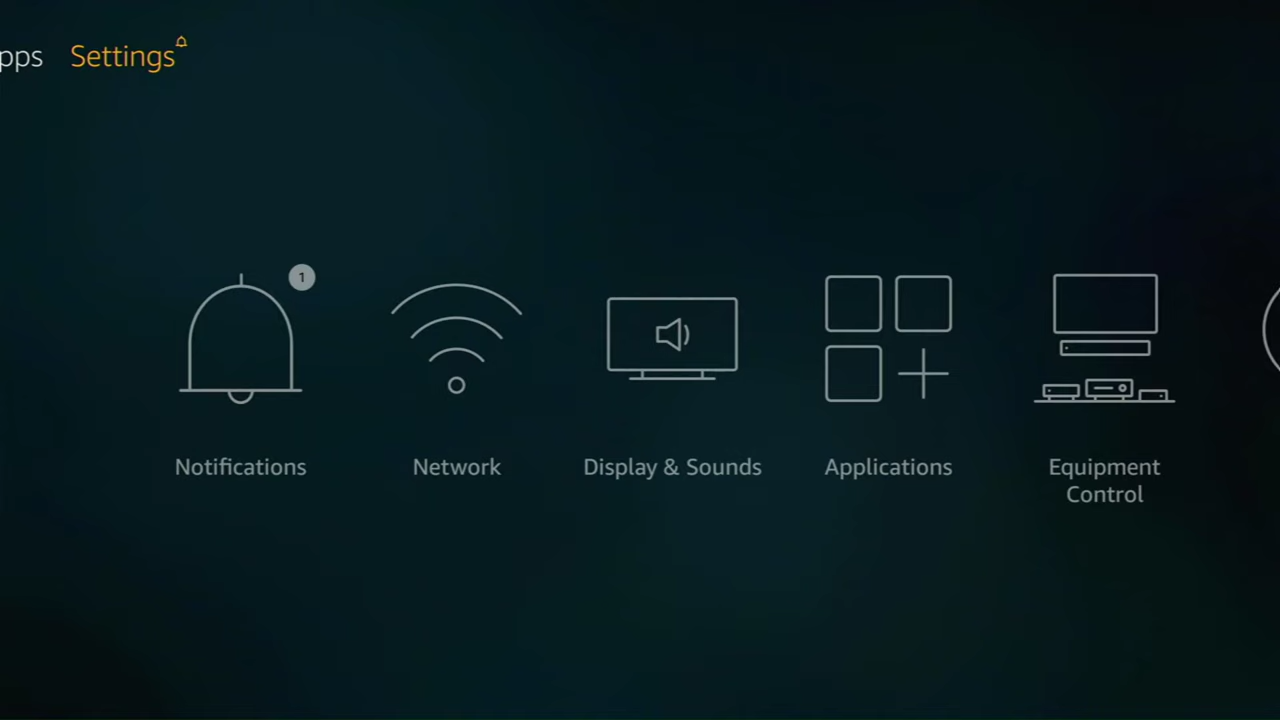 pps Settings
1
Notifications Network Display & Sounds Applications Equipment
Control